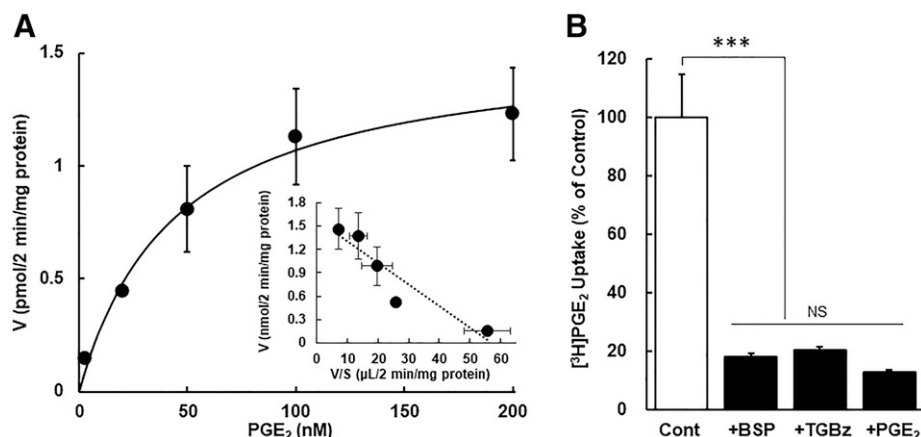 A
V (pmol/2 min/mg protein)
1.5
1
0.5
0
0
50
100
150
200
PGE₂ (nM)
V (nmol/2 min/mg protein)
1.8
1.5
1.2
0.9
0.6
0.3
0
0 10 20 30 40 50 60
V/S (µL/2 min/mg protein)
B
[³H]PGE₂ Uptake (% of Control)
120
100
80
60
40
20
0
***
NS
Cont +BSP +TGBz +PGE₂